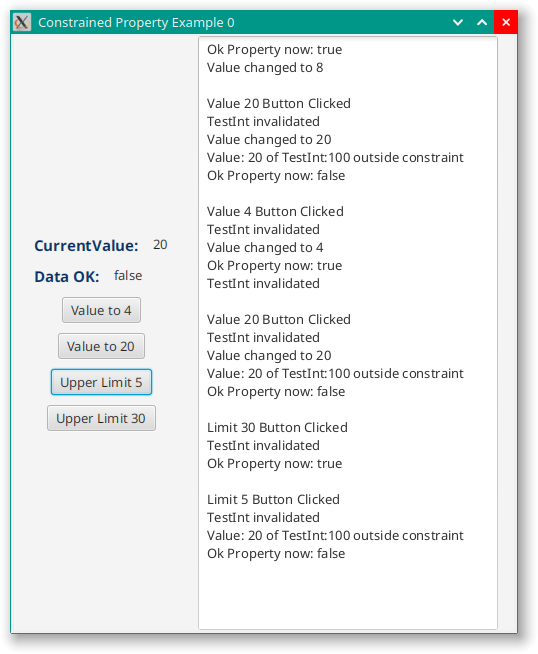 Constrained Property Example 0
CurrentValue: 20
Data OK: false
Value to 4
Value to 20
Upper Limit 5
Upper Limit 30
Ok Property now: true
Value changed to 8
Value 20 Button Clicked
TestInt invalidated
Value changed to 20
Value: 20 of TestInt:100 outside constraint
Ok Property now: false
Value 4 Button Clicked
TestInt invalidated
Value changed to 4
Ok Property now: true
TestInt invalidated
Value 20 Button Clicked
TestInt invalidated
Value changed to 20
Value: 20 of TestInt:100 outside constraint
Ok Property now: false
Limit 30 Button Clicked
TestInt invalidated
Ok Property now: true
Limit 5 Button Clicked
TestInt invalidated
Value: 20 of TestInt:100 outside constraint
Ok Property now: false